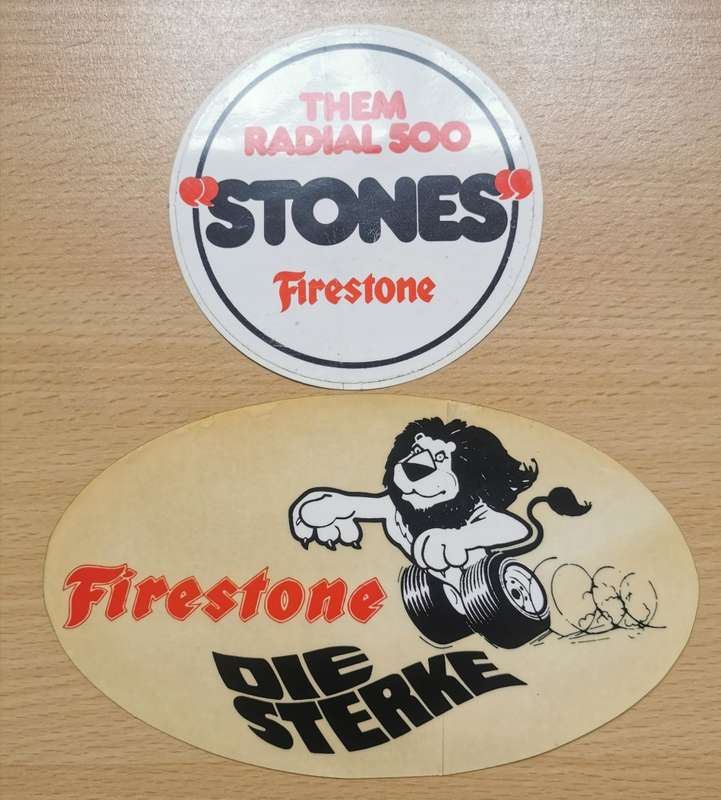 THEM
RADIAL 500
"STONES"
Firestone
Firestone
DIE
STERKE